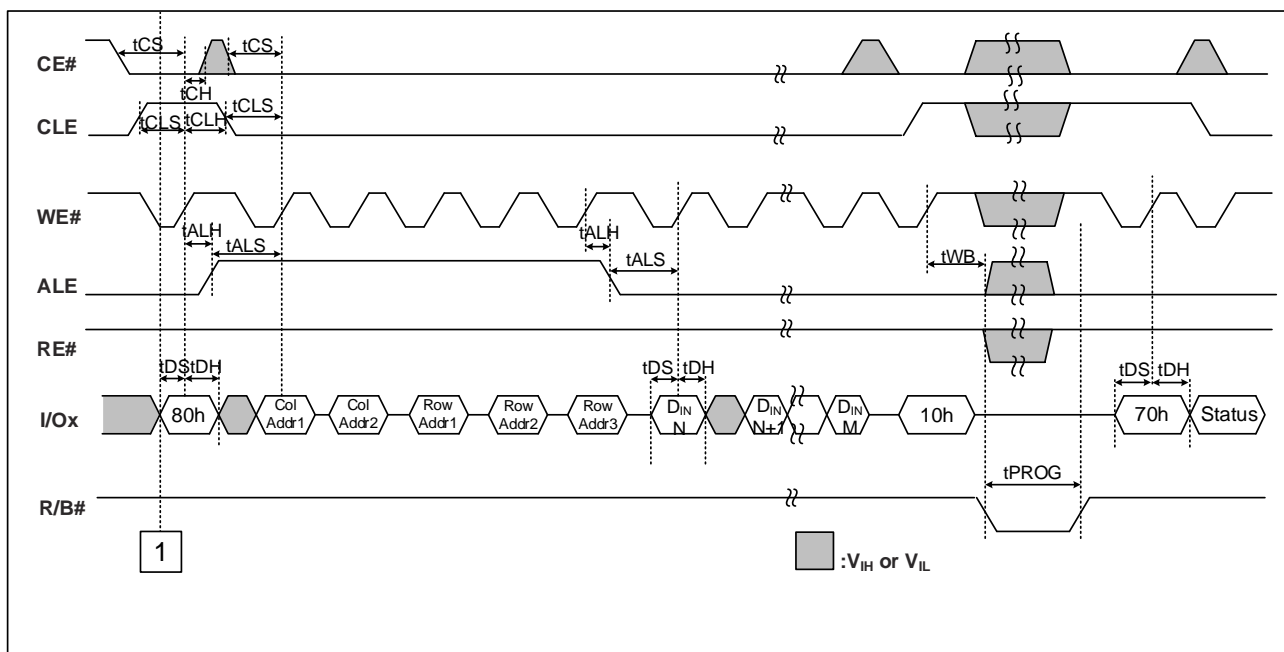 tCS
tCS
CE#
tCH
tCLS
CLE
tCLS
tCLH
WE#
tALH
tALH
tALS
tALS
tWB
ALE
RE#
tDS
tDH
tDS
tDH
tDS
tDH
I/Ox
80h
Col
Addr1
Col
Addr2
Row
Addr1
Row
Addr2
Row
Addr3
DIN
N
DIN
N+1
DIN
M
10h
70h
Status
tPROG
R/B#
1
:VIH or VIL